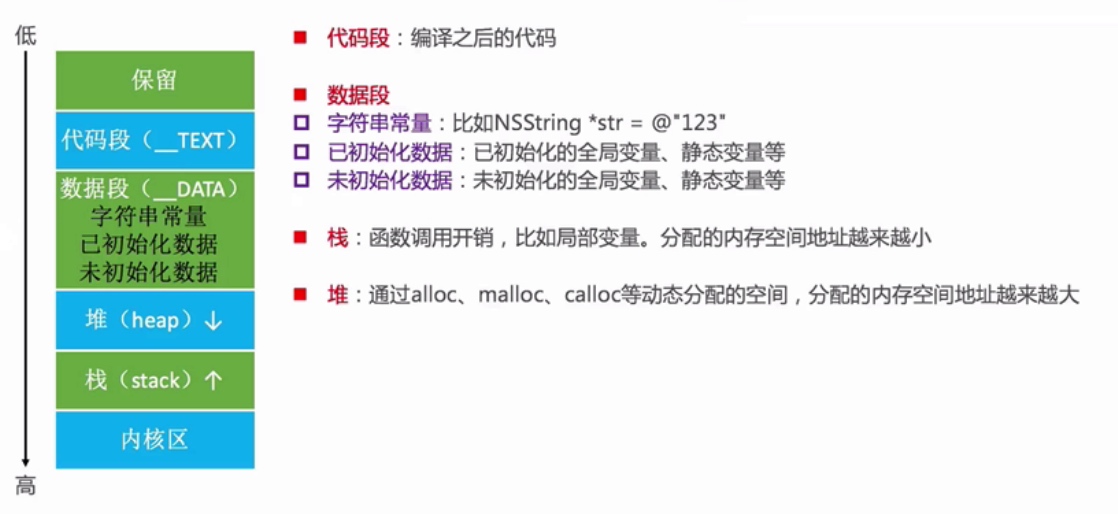 低
保留
代码段（__TEXT）
数据段（__DATA）
字符串常量
已初始化数据
未初始化数据
堆（heap）↓
栈（stack）↑
内核区
高
代码段：编译之后的代码
数据段
字符串常量：比如NSString *str = @"123"
已初始化数据：已初始化的全局变量、静态变量等
未初始化数据：未初始化的全局变量、静态变量等
栈：函数调用开销，比如局部变量。分配的内存空间地址越来越小
堆：通过alloc、malloc、calloc等动态分配的空间，分配的内存空间地址越来越大